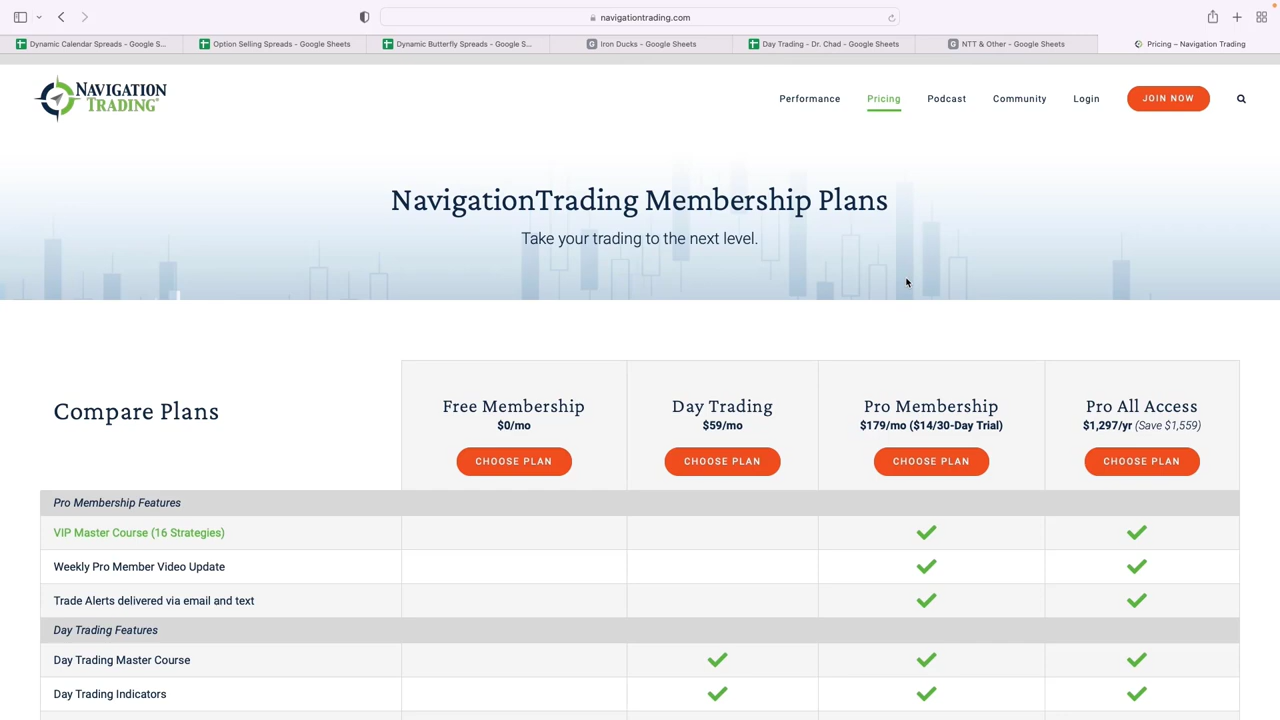 navigationtrading.com
Dynamic Calendar Spreads - Google S...
Option Selling Spreads - Google Sheets
Dynamic Butterfly Spreads - Google S...
Iron Ducks - Google Sheets
Day Trading - Dr. Chad - Google Sheets
NTT & Other - Google Sheets
Pricing – Navigation Trading
NAVIGATION
TRADING®
Performance
Pricing
Podcast
Community
Login
JOIN NOW
NavigationTrading Membership Plans
Take your trading to the next level.
Compare Plans
Free Membership
$0/mo
CHOOSE PLAN
Day Trading
$59/mo
CHOOSE PLAN
Pro Membership
$179/mo ($14/30-Day Trial)
CHOOSE PLAN
Pro All Access
$1,297/yr (Save $1,559)
CHOOSE PLAN
Pro Membership Features
VIP Master Course (16 Strategies)
Weekly Pro Member Video Update
Trade Alerts delivered via email and text
Day Trading Features
Day Trading Master Course
Day Trading Indicators